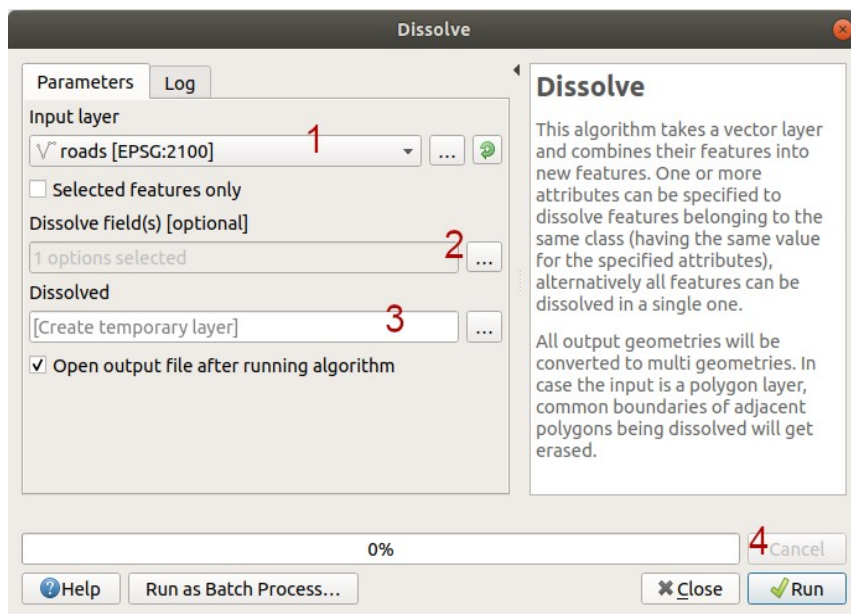 Dissolve
Parameters
Log
Input layer
1
roads [EPSG:2100]
...
Selected features only
Dissolve field(s) [optional]
1 options selected
2
...
Dissolved
[Create temporary layer]
3
...
Open output file after running algorithm
Dissolve
This algorithm takes a vector layer
and combines their features into
new features. One or more
attributes can be specified to
dissolve features belonging to the
same class (having the same value
for the specified attributes),
alternatively all features can be
dissolved in a single one.
All output geometries will be
converted to multi geometries. In
case the input is a polygon layer,
common boundaries of adjacent
polygons being dissolved will get
erased.
0%
4
Cancel
?Help
Run as Batch Process...
Close
Run